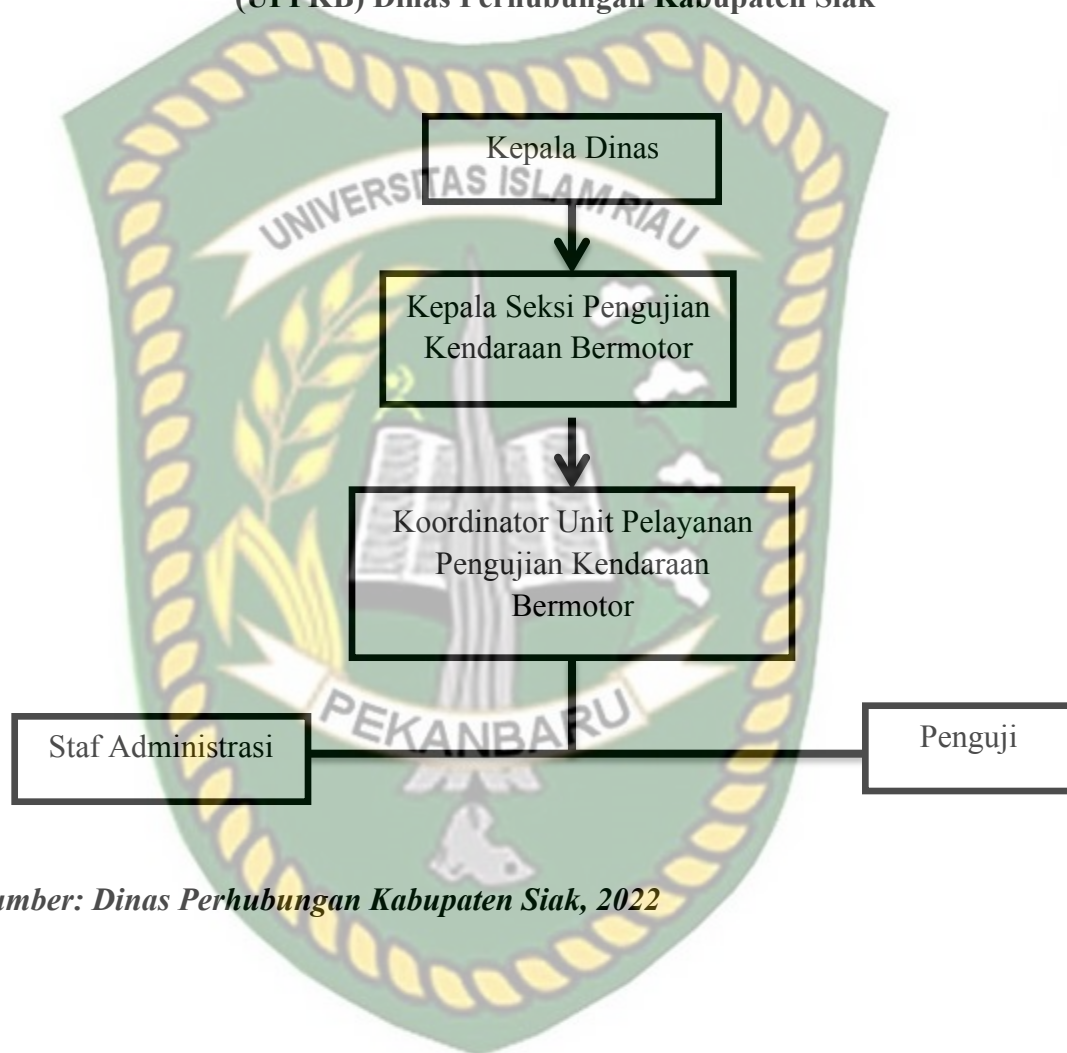 (UPPKB) Dinas Perhubungan Kabupaten Siak
Kepala Dinas
UNIVERSITAS ISLAM RIAU
Kepala Seksi Pengujian
Kendaraan Bermotor
Koordinator Unit Pelayanan
Pengujian Kendaraan
Bermotor
PEKANBARU
Staf Administrasi
Penguji
umber: Dinas Perhubungan Kabupaten Siak, 2022